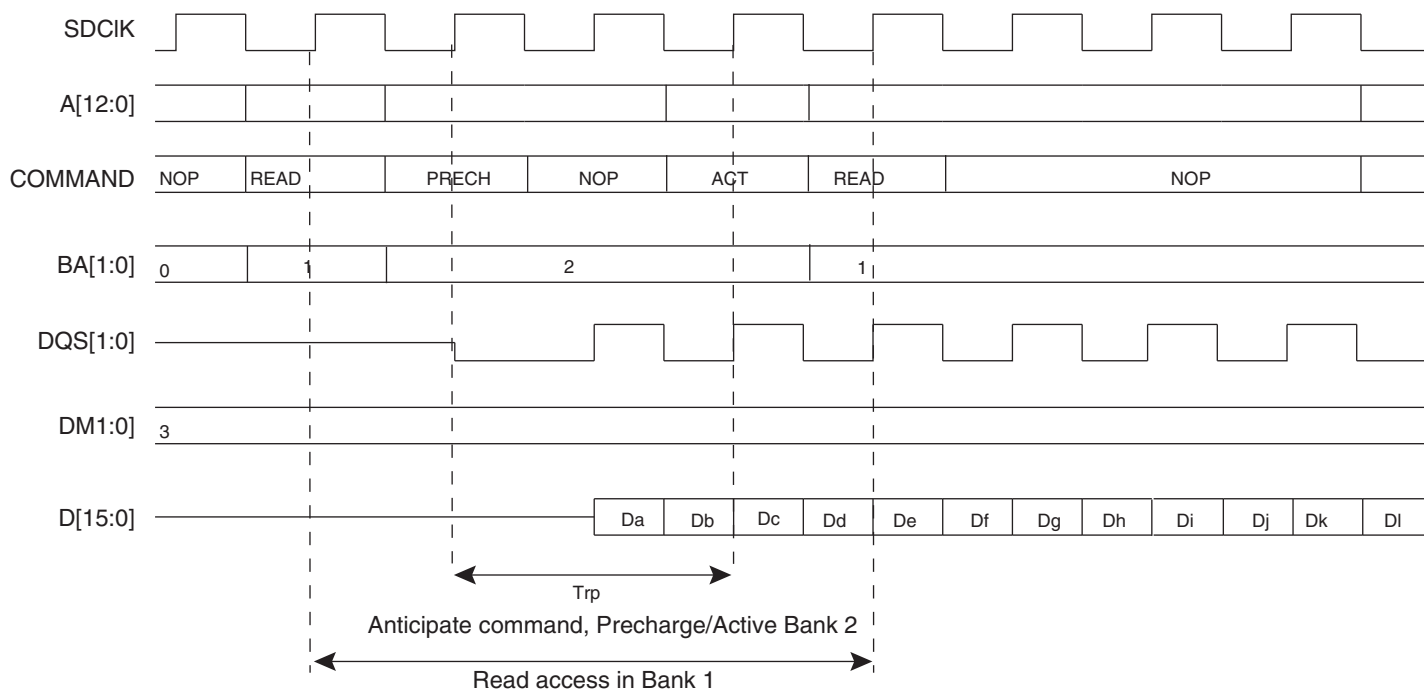 SDClK
A[12:0]
COMMAND NOP READ PRECH NOP ACT READ NOP
BA[1:0] 0 1 2 1
DQS[1:0]
DM1:0] 3
D[15:0] Da Db Dc Dd De Df Dg Dh Di Dj Dk Dl
Trp
Anticipate command, Precharge/Active Bank 2
Read access in Bank 1